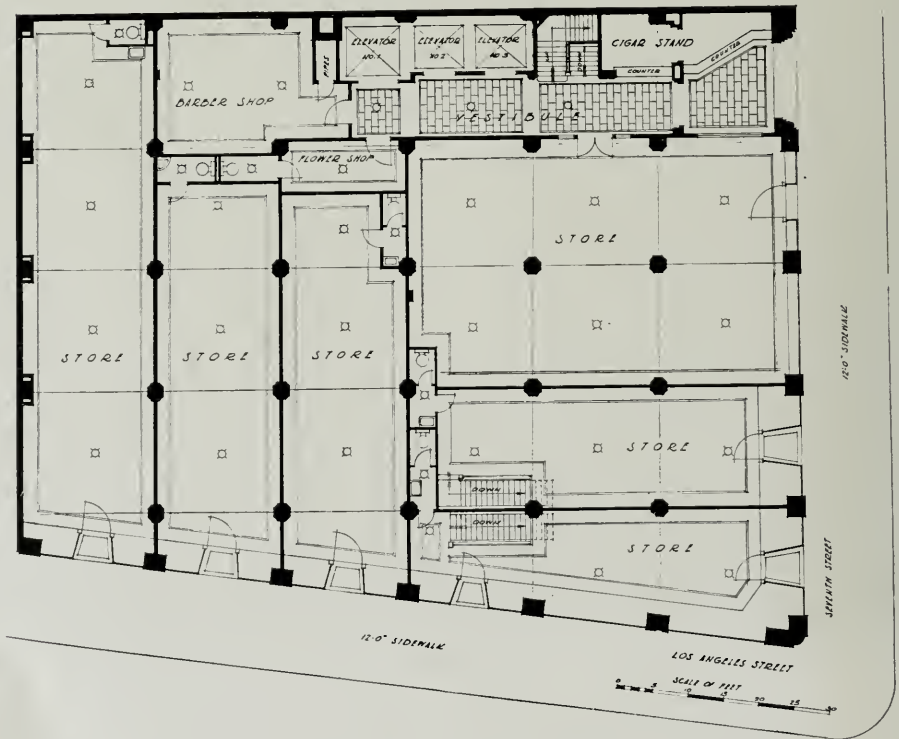 ELEVATOR
NO. 1
ELEVATOR
NO. 2
ELEVATOR
NO. 3
UP
DOWN
CIGAR STAND
COUNTER
COUNTER
PIPES
BARBER SHOP
VESTIBULE
FLOWER SHOP
STORE
STORE
STORE
STORE
STORE
DOWN
DOWN
STORE
12'-0" SIDEWALK
SEVENTH STREET
12'-0" SIDEWALK
LOS ANGELES STREET
SCALE OF FEET
0 5 10 15 20 25 30